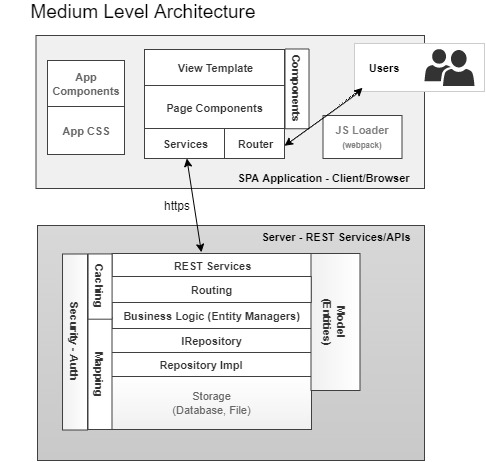 Medium Level Architecture
App
Components
App CSS
View Template
Page Components
Services
Router
Components
Users
JS Loader
(webpack)
SPA Application - Client/Browser
https
Server - REST Services/APIs
Security - Auth
Caching
Mapping
REST Services
Routing
Business Logic (Entity Managers)
IRepository
Repository Impl
Storage
(Database, File)
Model
(Entities)